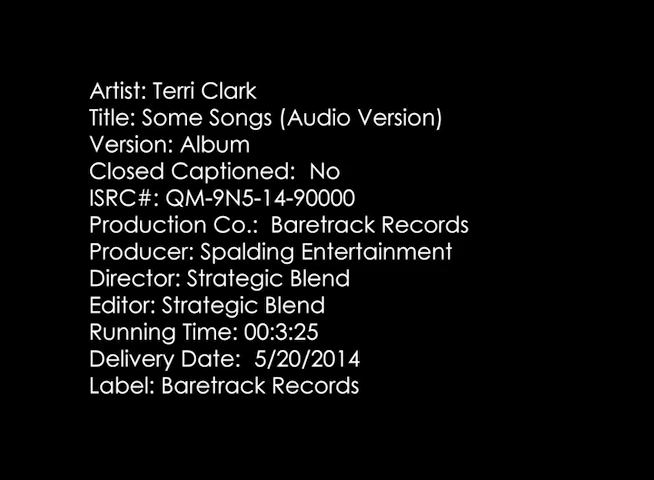 Artist: Terri Clark
Title: Some Songs (Audio Version)
Version: Album
Closed Captioned:  No
ISRC#: QM-9N5-14-90000
Production Co.:  Baretrack Records
Producer: Spalding Entertainment
Director: Strategic Blend
Editor: Strategic Blend
Running Time: 00:3:25
Delivery Date:  5/20/2014
Label: Baretrack Records